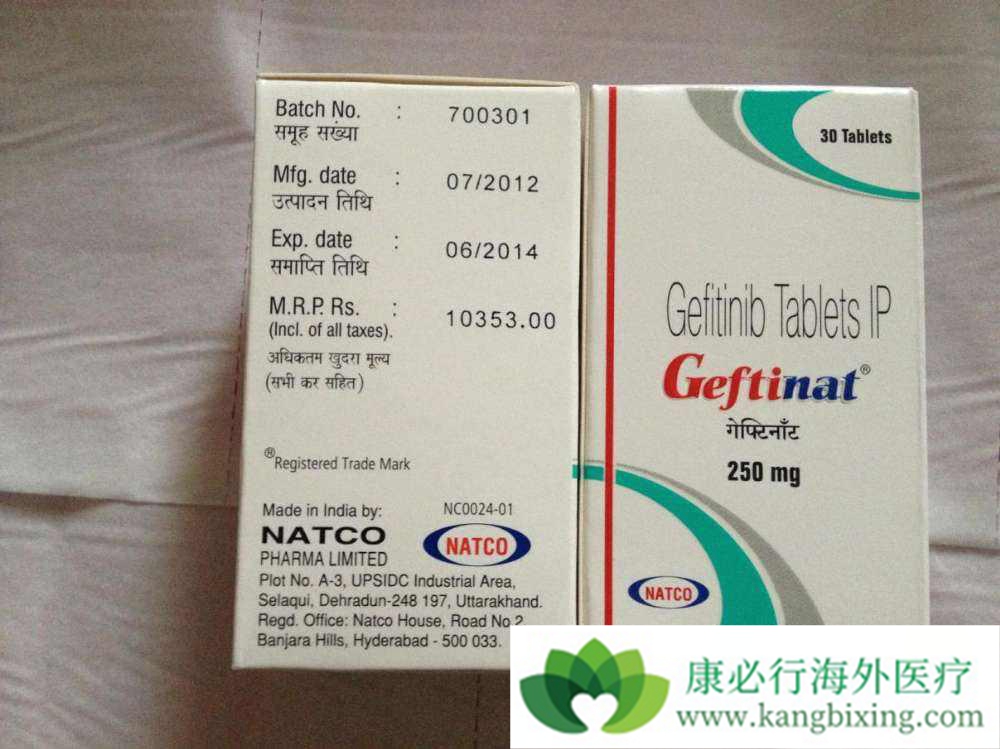 Batch No. : 700301
समूह सख्या
Mfg. date : 07/2012
उत्पादन तिथि
Exp. date : 06/2014
समाप्ति तिथि
M.R.P. Rs. : 10353.00
(Incl. of all taxes).
अधिकतम खुदरा मूल्य
(सभी कर सहित)
®Registered Trade Mark
Made in India by: NC0024-01
NATCO
PHARMA LIMITED
NATCO
Plot No. A-3, UPSIDC Industrial Area,
Selaqui, Dehradun-248 197, Uttarakhand.
Regd. Office: Natco House, Road No 2
Banjara Hills, Hyderabad - 500 033.
30 Tablets
Gefitinib Tablets IP
Geftinat®
गेफ्टिनाँट
250 mg
NATCO
康必行海外医疗
www.kangbixing.com